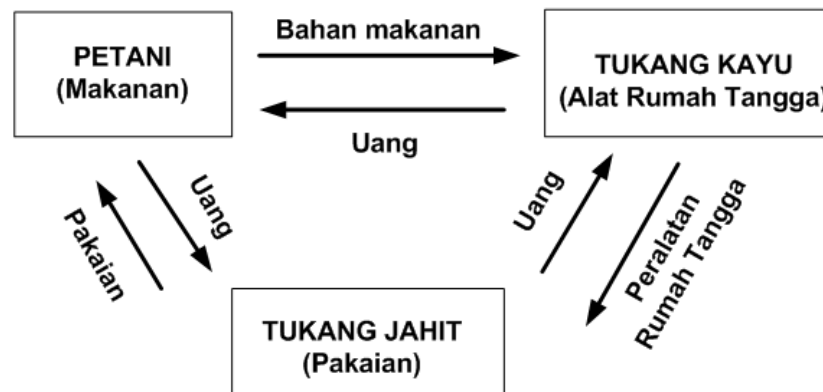 PETANI
(Makanan)
Bahan makanan
TUKANG KAYU
(Alat Rumah Tangga)
Uang
Pakaian
Uang
Uang
Peralatan
Rumah Tangga
TUKANG JAHIT
(Pakaian)